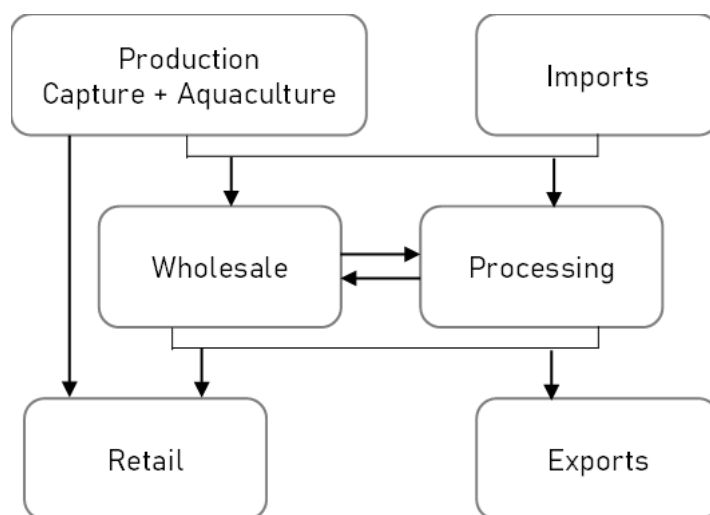 Production
Capture + Aquaculture
Imports
Wholesale
Processing
Retail
Exports